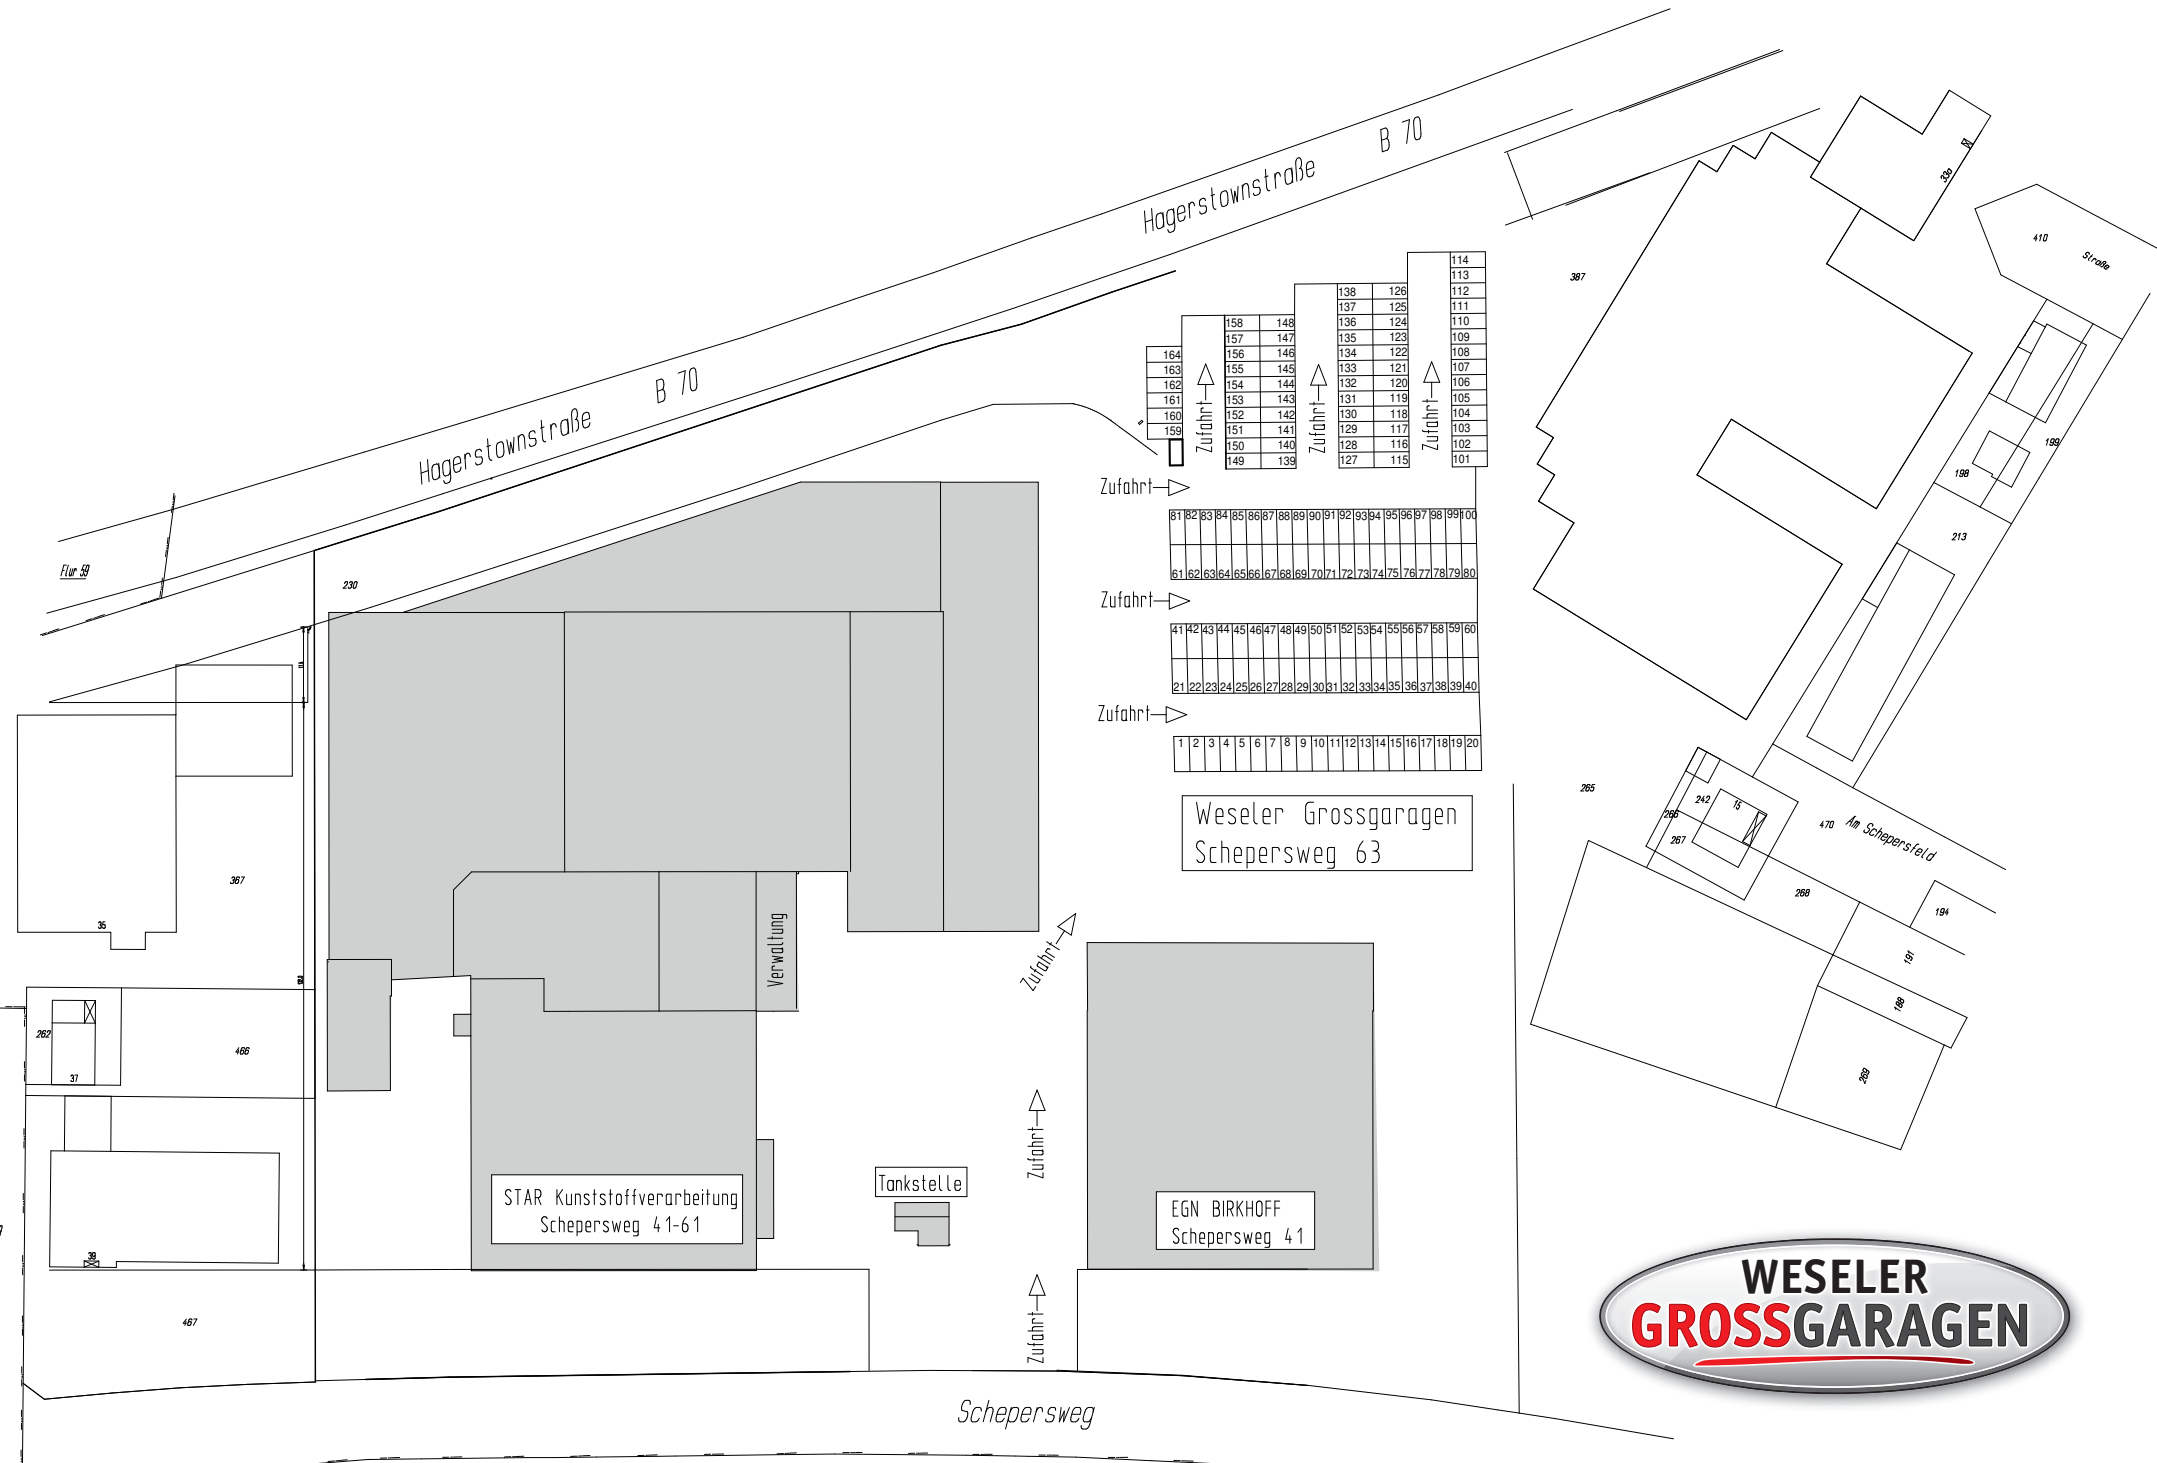 B 70
Hagerstownstraße
33a
410
Straße
387
B 70
Hagerstownstraße
114
113
112
111
110
109
108
107
106
105
104
103
102
101
138 126
137 125
136 124
135 123
134 122
133 121
132 120
131 119
130 118
129 117
128 116
127 115
158 148
157 147
156 146
155 145
154 144
153 143
152 142
151 141
150 140
149 139
164
163
162
161
160
159
Zufahrt
Zufahrt
Zufahrt
199
198
213
Zufahrt
81 82 83 84 85 86 87 88 89 90 91 92 93 94 95 96 97 98 99 100
61 62 63 64 65 66 67 68 69 70 71 72 73 74 75 76 77 78 79 80
Zufahrt
41 42 43 44 45 46 47 48 49 50 51 52 53 54 55 56 57 58 59 60
21 22 23 24 25 26 27 28 29 30 31 32 33 34 35 36 37 38 39 40
Zufahrt
1 2 3 4 5 6 7 8 9 10 11 12 13 14 15 16 17 18 19 20
Weseler Grossgaragen
Schepersweg 63
Flur 59
230
367
35
262
37
466
39
467
265
266
242
15
267
470
Am Schepersfeld
268
194
191
188
269
Verwaltung
Zufahrt
Zufahrt
Zufahrt
STAR Kunststoffverarbeitung
Schepersweg 41-61
Tankstelle
EGN BIRKHOFF
Schepersweg 41
WESELER
GROSSGARAGEN
Schepersweg